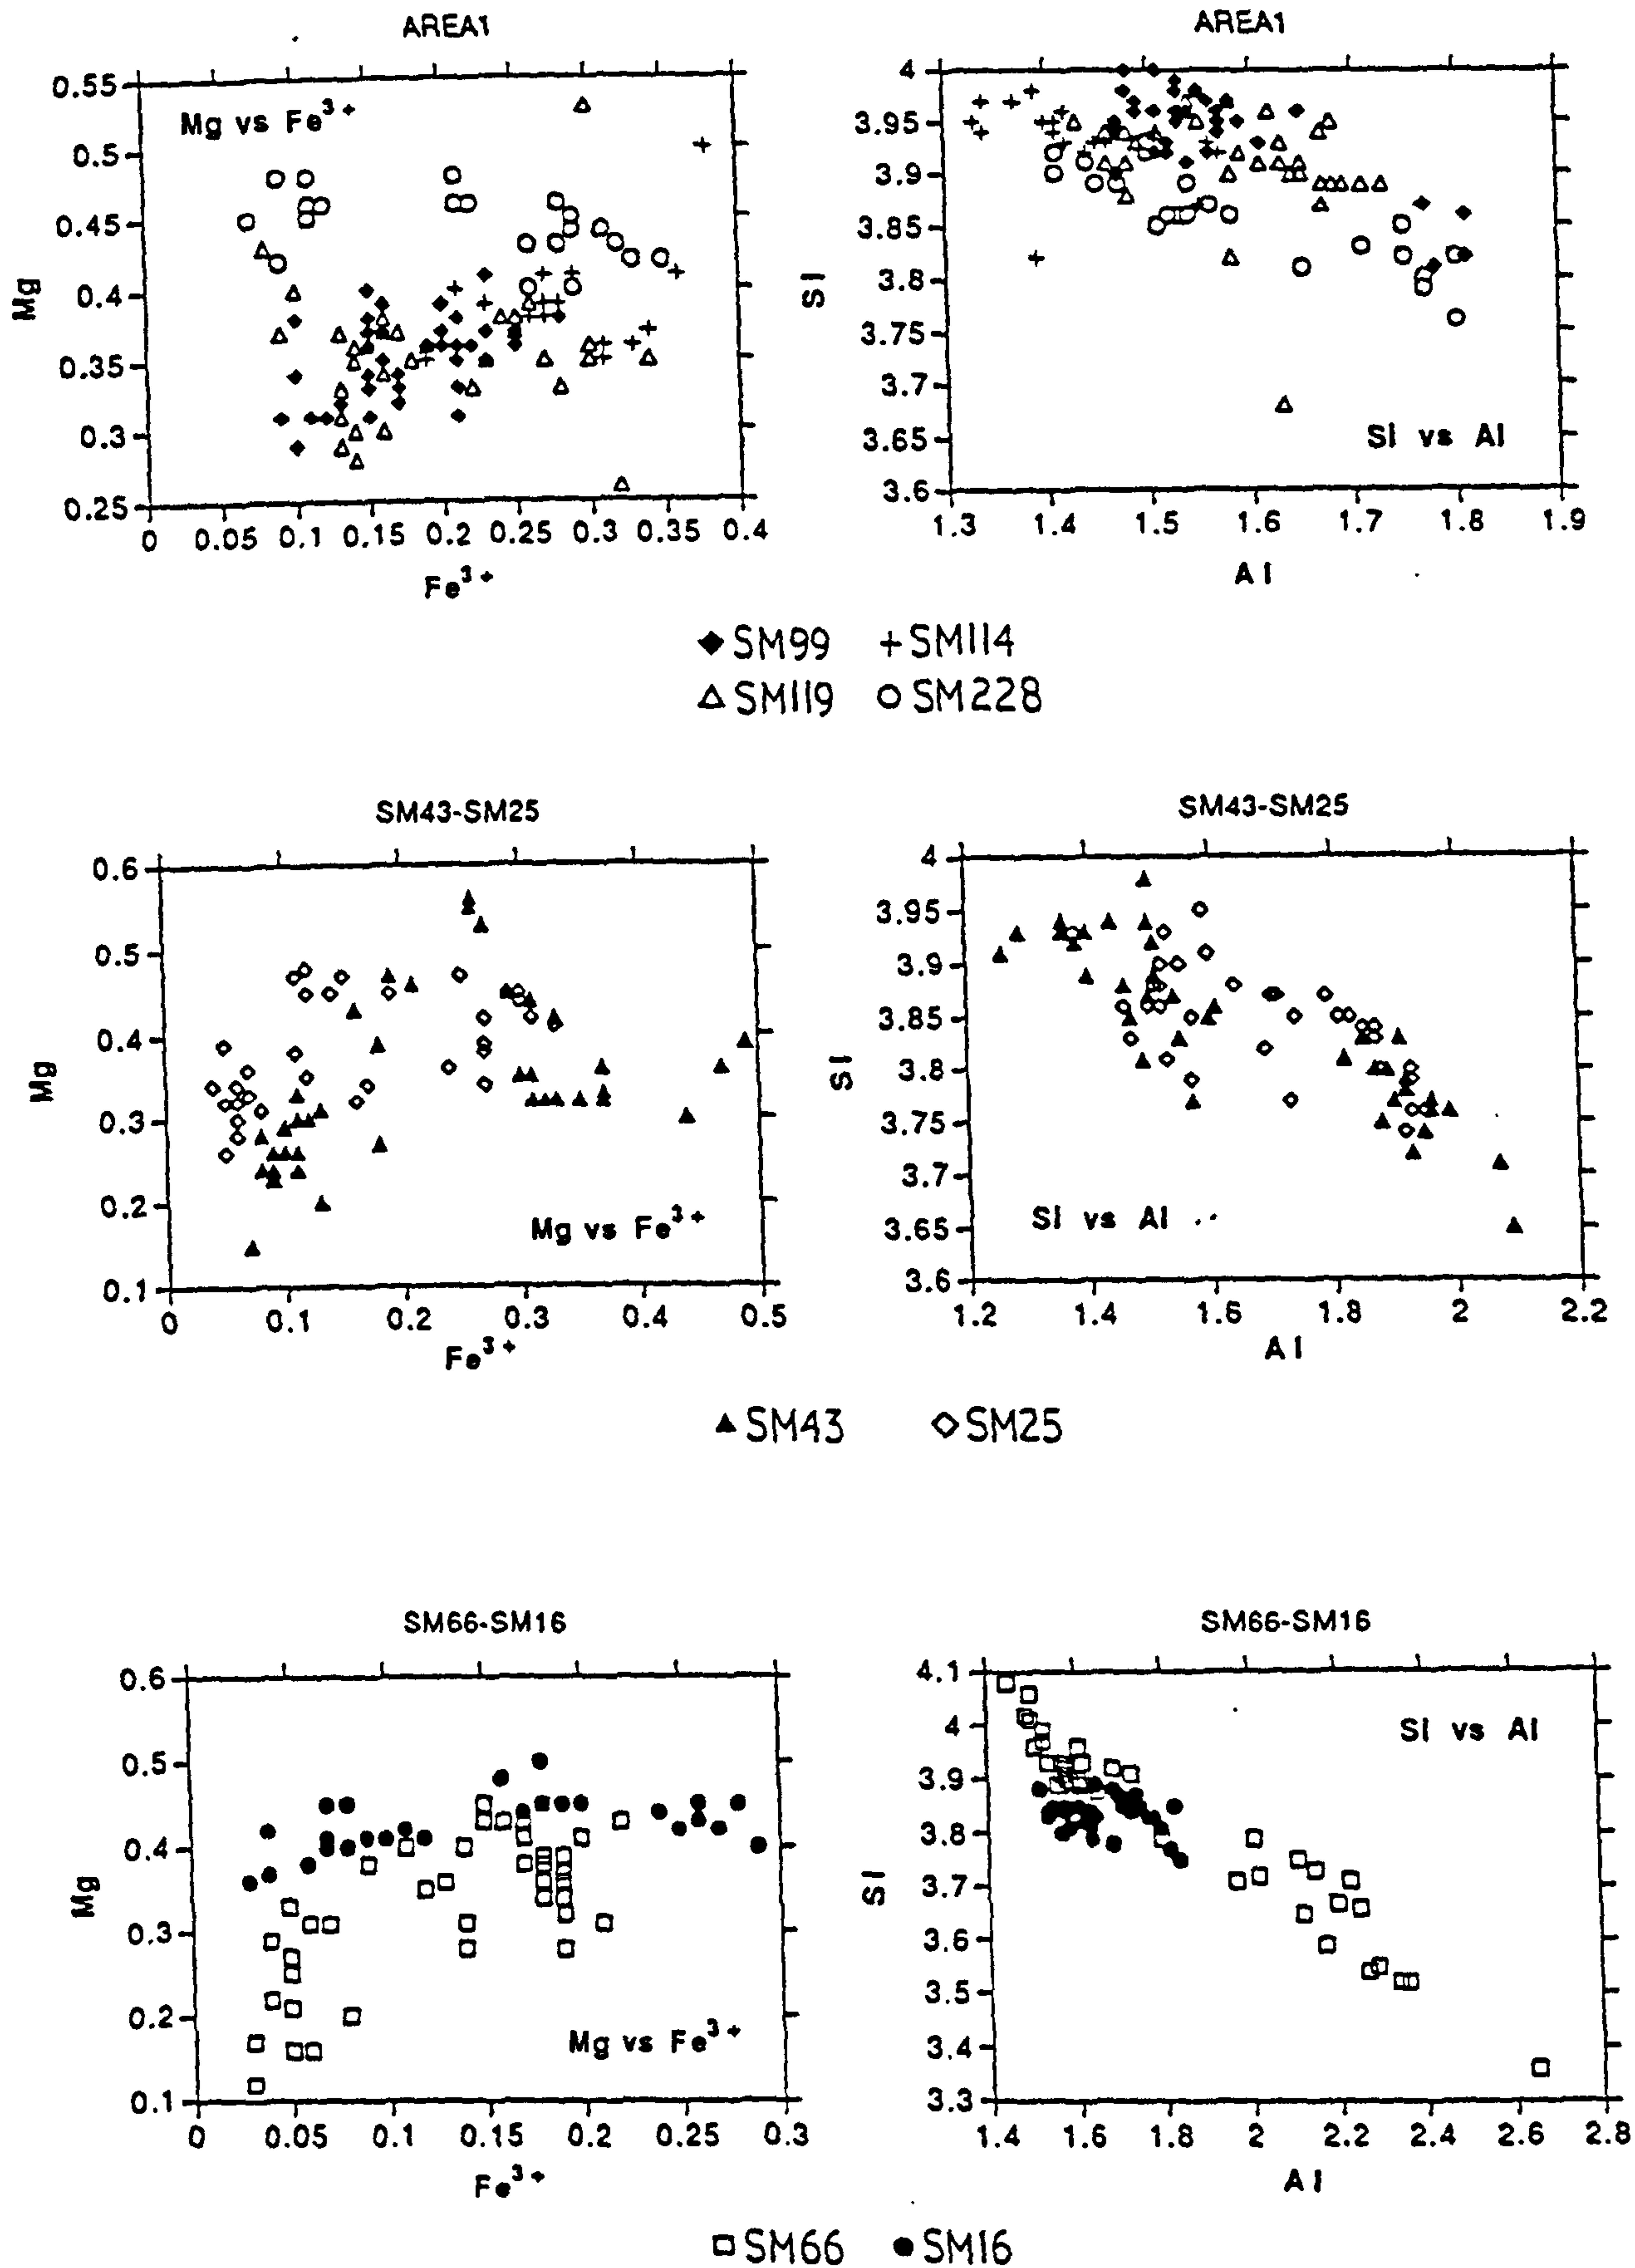 AREA1
AREA1
0.55
0.5
0.45
0.4
0.35
0.3
0.25
Mg
Mg vs Fe³⁺
0 0.05 0.1 0.15 0.2 0.25 0.3 0.35 0.4
Fe³⁺
4
3.95
3.9
3.85
3.8
3.75
3.7
3.65
3.6
SI
SI vs Al
1.3 1.4 1.5 1.6 1.7 1.8 1.9
Al
SM99 SM114
SM119 SM228
SM43-SM25
SM43-SM25
0.6
0.5
0.4
0.3
0.2
0.1
Mg
Mg vs Fe³⁺
0 0.1 0.2 0.3 0.4 0.5
Fe³⁺
4
3.95
3.9
3.85
3.8
3.75
3.7
3.65
3.6
SI
SI vs Al
1.2 1.4 1.6 1.8 2 2.2
Al
SM43 SM25
SM66-SM16
SM66-SM16
0.6
0.5
0.4
0.3
0.2
0.1
Mg
Mg vs Fe³⁺
0 0.05 0.1 0.15 0.2 0.25 0.3
Fe³⁺
4.1
4
3.9
3.8
3.7
3.6
3.5
3.4
3.3
SI
SI vs Al
1.4 1.6 1.8 2 2.2 2.4 2.6 2.8
Al
SM66 SM16